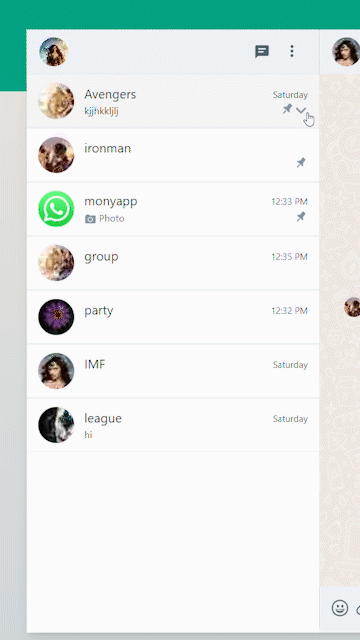 Avengers
Saturday
kjjhkkljlj
ironman
monyapp
12:33 PM
Photo
group
12:35 PM
party
12:32 PM
IMF
Saturday
league
Saturday
hi